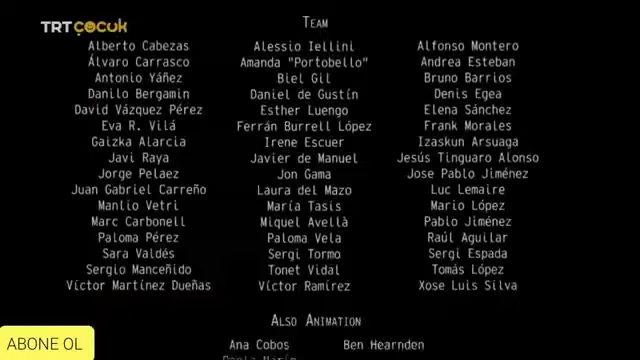 TRT çocuk
TEAM
Alberto Cabezas Alessio Iellini Alfonso Montero
Álvaro Carrasco Amanda "Portobello" Andrea Esteban
Antonio Yáñez Biel Gil Bruno Barrios
Danilo Bergamin Daniel de Gustín Denis Egea
David Vázquez Pérez Esther Luengo Elena Sánchez
Eva R. Vilá Ferrán Burrell López Frank Morales
Gaizka Alarcia Irene Escuer Izaskun Arsuaga
Javi Raya Javier de Manuel Jesús Tinguaro Alonso
Jorge Pelaez Jon Gama Jose Pablo Jiménez
Juan Gabriel Carreño Laura del Mazo Luc Lemaire
Manlio Vetri María Tasis Mario López
Marc Carbonell Miquel Avellà Pablo Jiménez
Paloma Pérez Paloma Vela Raúl Aguilar
Sara Valdés Sergi Tormo Sergi Espada
Sergio Manceñido Tonet Vidal Tomás López
Víctor Martínez Dueñas Víctor Ramírez Xose Luis Silva
ALSO ANIMATION
Ana Cobos Ben Hearnden
ABONE OL